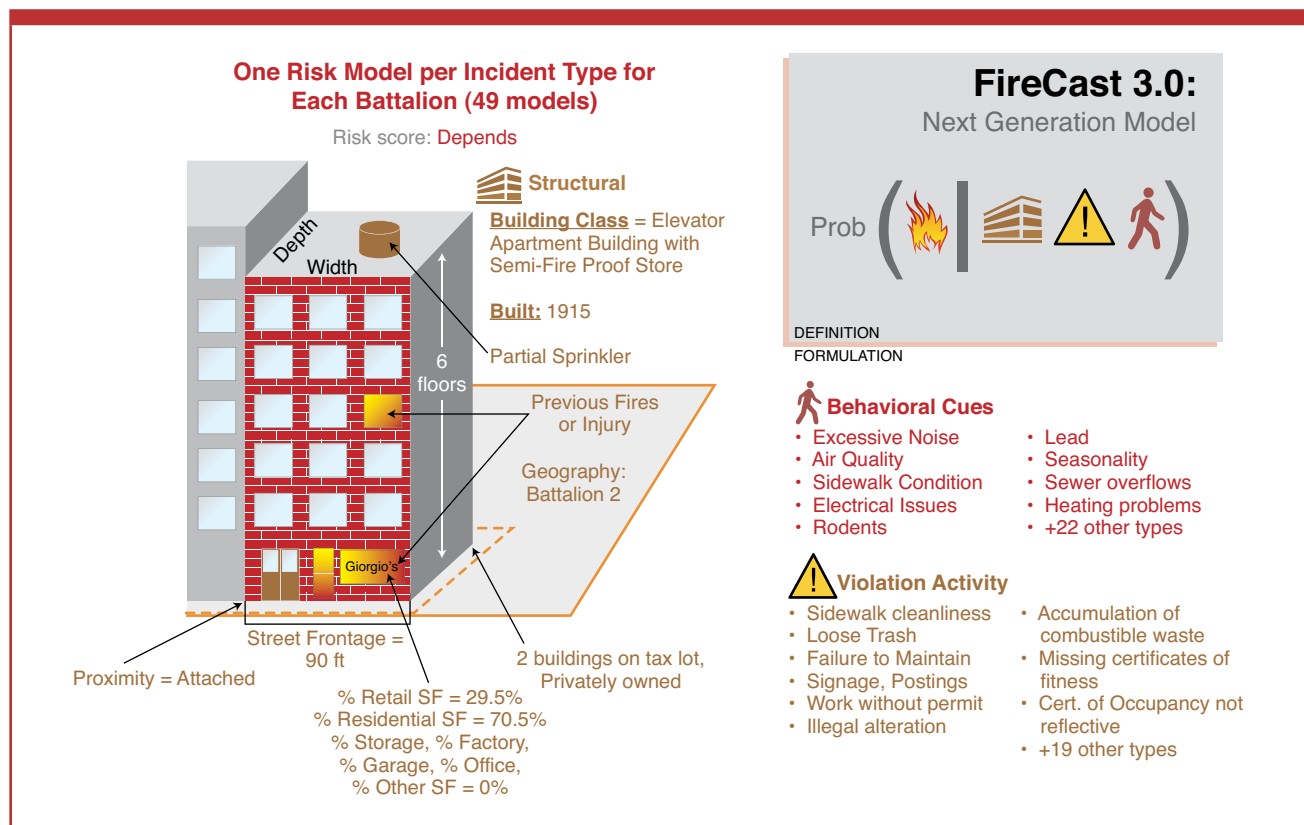 One Risk Model per Incident Type for
Each Battalion (49 models)
Risk score: Depends
Structural
Building Class = Elevator
Apartment Building with
Semi-Fire Proof Store
Built: 1915
Partial Sprinkler
Depth
Width
6
floors
Previous Fires
or Injury
Geography:
Battalion 2
Giorgio's
Street Frontage =
90 ft
Proximity = Attached
2 buildings on tax lot,
Privately owned
% Retail SF = 29.5%
% Residential SF = 70.5%
% Storage, % Factory,
% Garage, % Office,
% Other SF = 0%
FireCast 3.0:
Next Generation Model
Prob ( | )
DEFINITION
FORMULATION
Behavioral Cues
• Excessive Noise
• Air Quality
• Sidewalk Condition
• Electrical Issues
• Rodents
• Lead
• Seasonality
• Sewer overflows
• Heating problems
• +22 other types
!
Violation Activity
• Sidewalk cleanliness
• Loose Trash
• Failure to Maintain
• Signage, Postings
• Work without permit
• Illegal alteration
• Accumulation of
combustible waste
• Missing certificates of
fitness
• Cert. of Occupancy not
reflective
• +19 other types